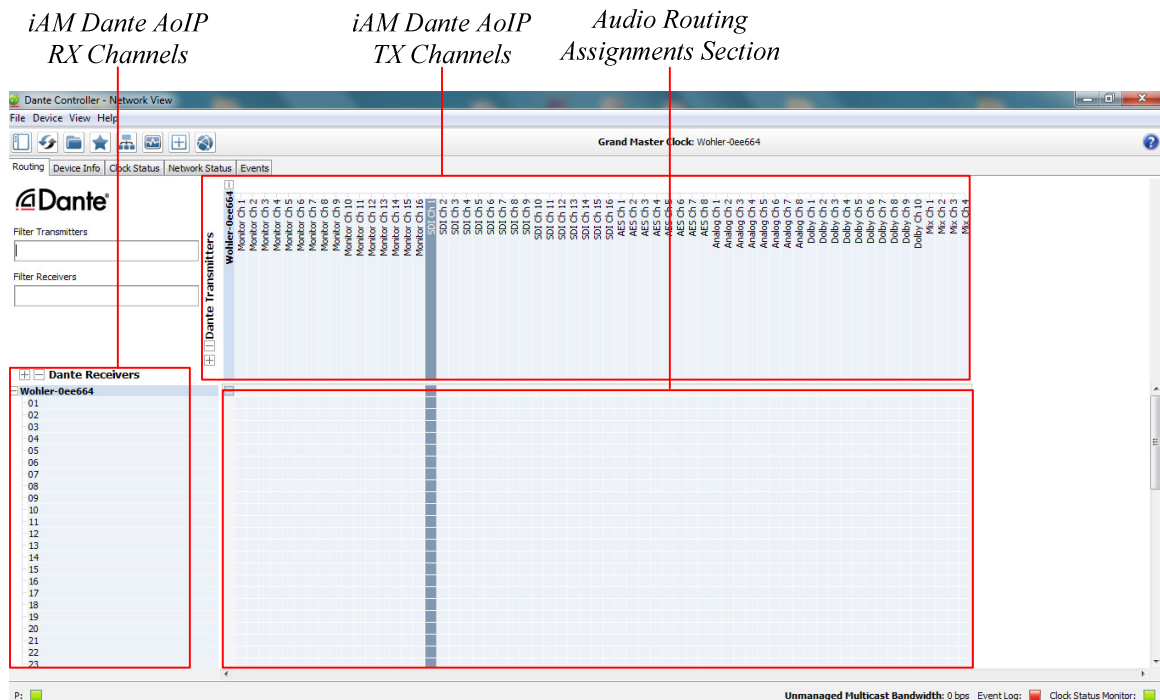 iAM Dante AoIP
RX Channels
iAM Dante AoIP
TX Channels
Audio Routing
Assignments Section
Dante Controller - Network View
File Device View Help
Grand Master Clock: Wohler-0ee664
Routing Device Info Clock Status Network Status Events
Dante
Filter Transmitters
Filter Receivers
Dante Transmitters
Wohler-0ee664
Monitor Ch 1
Monitor Ch 2
Monitor Ch 3
Monitor Ch 4
Monitor Ch 5
Monitor Ch 6
Monitor Ch 7
Monitor Ch 8
Monitor Ch 9
Monitor Ch 10
Monitor Ch 11
Monitor Ch 12
Monitor Ch 13
Monitor Ch 14
Monitor Ch 15
Monitor Ch 16
SDI Ch 1
SDI Ch 2
SDI Ch 3
SDI Ch 4
SDI Ch 5
SDI Ch 6
SDI Ch 7
SDI Ch 8
SDI Ch 9
SDI Ch 10
SDI Ch 11
SDI Ch 12
SDI Ch 13
SDI Ch 14
SDI Ch 15
SDI Ch 16
AES Ch 1
AES Ch 2
AES Ch 3
AES Ch 4
AES Ch 5
AES Ch 6
AES Ch 7
AES Ch 8
Analog Ch 1
Analog Ch 2
Analog Ch 3
Analog Ch 4
Analog Ch 5
Analog Ch 6
Analog Ch 7
Analog Ch 8
Dolby Ch 1
Dolby Ch 2
Dolby Ch 3
Dolby Ch 4
Dolby Ch 5
Dolby Ch 6
Dolby Ch 7
Dolby Ch 8
Dolby Ch 9
Dolby Ch 10
Mix Ch 1
Mix Ch 2
Mix Ch 3
Mix Ch 4
Dante Receivers
Wohler-0ee664
01
02
03
04
05
06
07
08
09
10
11
12
13
14
15
16
17
18
19
20
21
22
23
P:
Unmanaged Multicast Bandwidth: 0 bps Event Log: Clock Status Monitor: